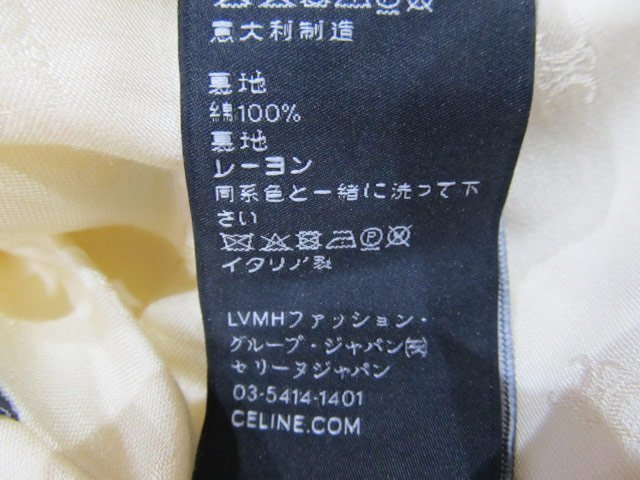 意大利制造
裏地
綿100%
裏地
レーヨン
同系色と一緒に洗って下
さい
イタリア製
LVMHファッション・
グループ・ジャパン㈹
セリーヌジャパン
03-5414-1401
CELINE.COM